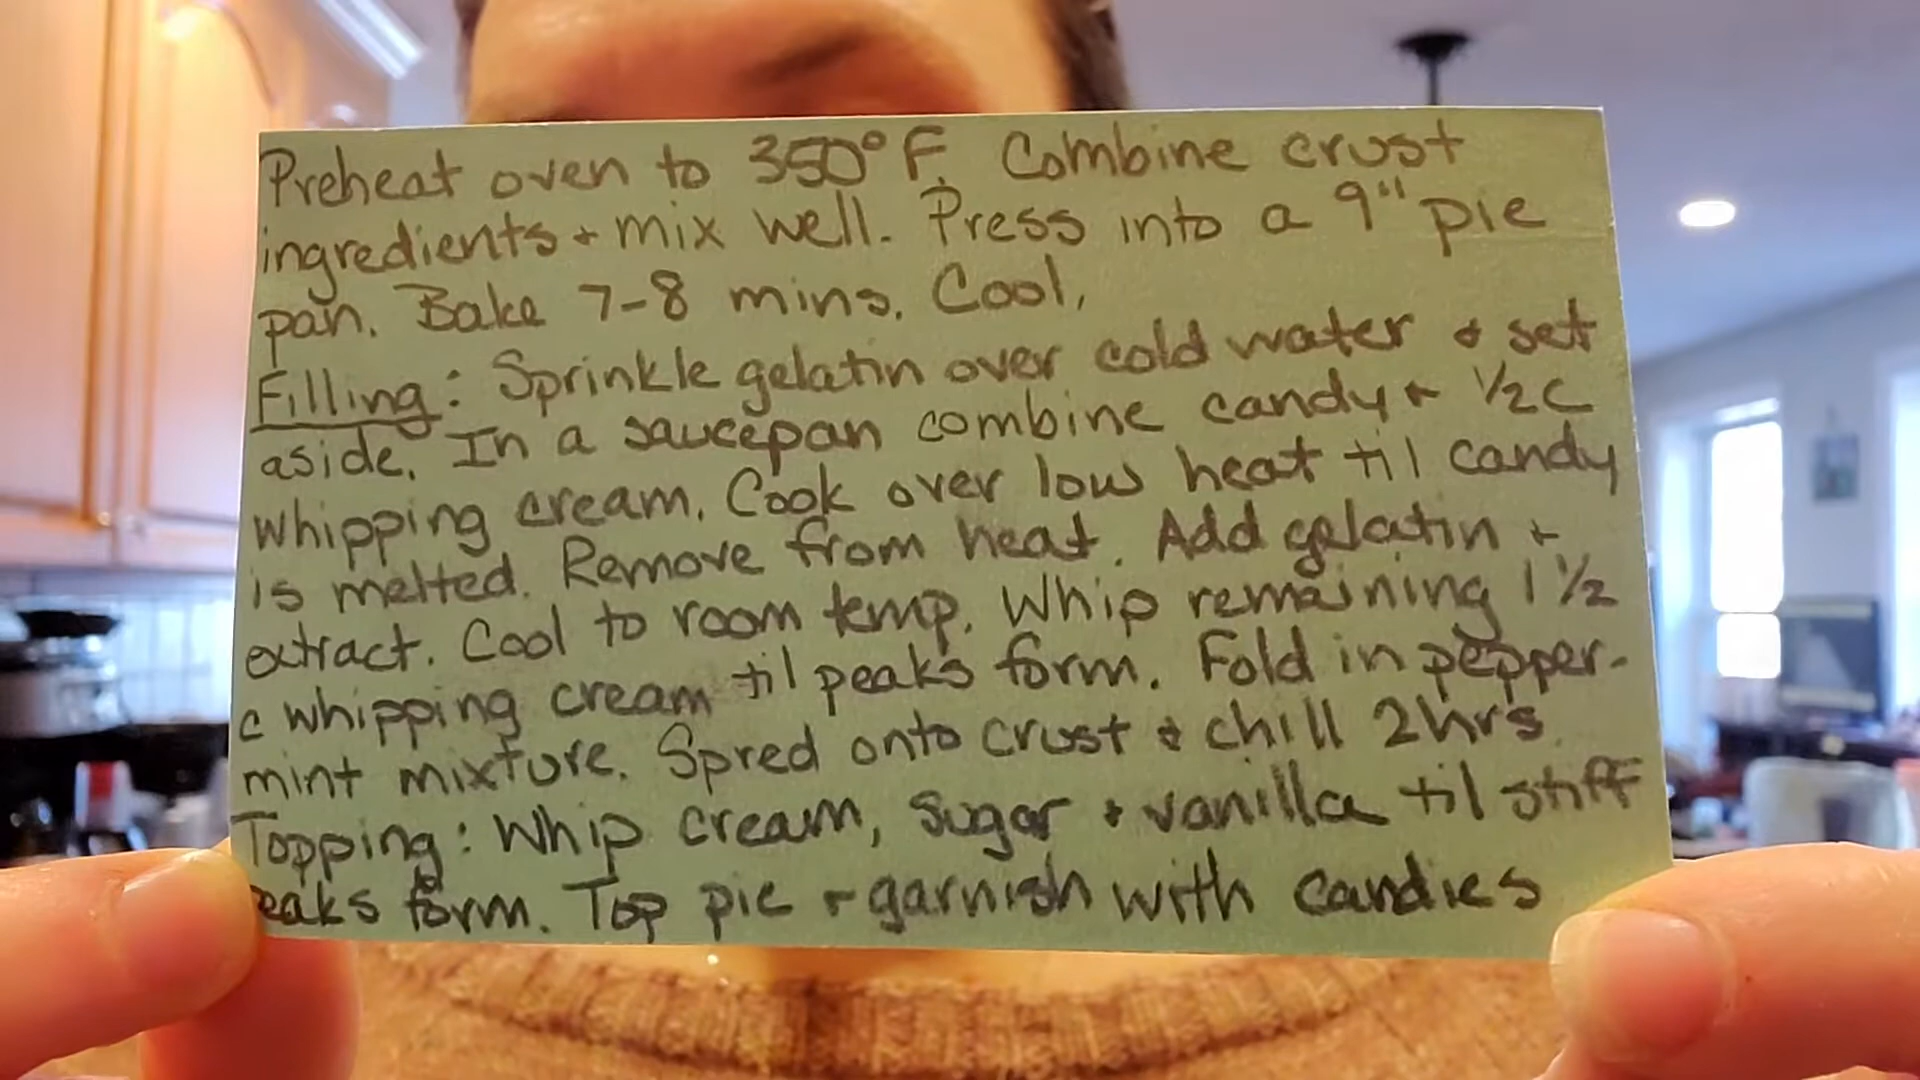 Preheat oven to 350°F. Combine crust
ingredients + mix well. Press into a 9" pie
pan. Bake 7-8 mins. Cool.
Filling: Sprinkle gelatin over cold water + set
aside. In a saucepan combine candy + 1/2 c
whipping cream. Cook over low heat til candy
is melted. Remove from heat. Add gelatin +
extract. Cool to room temp. Whip remaining 1 1/2
c whipping cream til peaks form. Fold in pepper-
mint mixture. Spred onto crust + chill 2hrs.
Topping: Whip cream, sugar + vanilla til stiff
peaks form. Top pie + garnish with candies